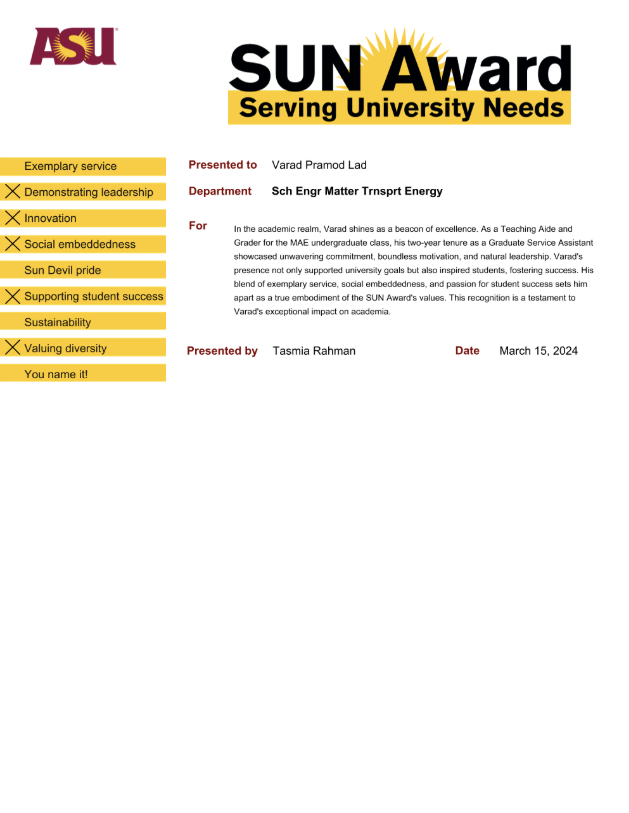 ASU
SUN Award
Serving University Needs
Exemplary service
Demonstrating leadership
Innovation
Social embeddedness
Sun Devil pride
Supporting student success
Sustainability
Valuing diversity
You name it!
Presented to Varad Pramod Lad
Department Sch Engr Matter Trnsprt Energy
For
In the academic realm, Varad shines as a beacon of excellence. As a Teaching Aide and
Grader for the MAE undergraduate class, his two-year tenure as a Graduate Service Assistant
showcased unwavering commitment, boundless motivation, and natural leadership. Varad's
presence not only supported university goals but also inspired students, fostering success. His
blend of exemplary service, social embeddedness, and passion for student success sets him
apart as a true embodiment of the SUN Award's values. This recognition is a testament to
Varad's exceptional impact on academia.
Presented by Tasmia Rahman Date March 15, 2024